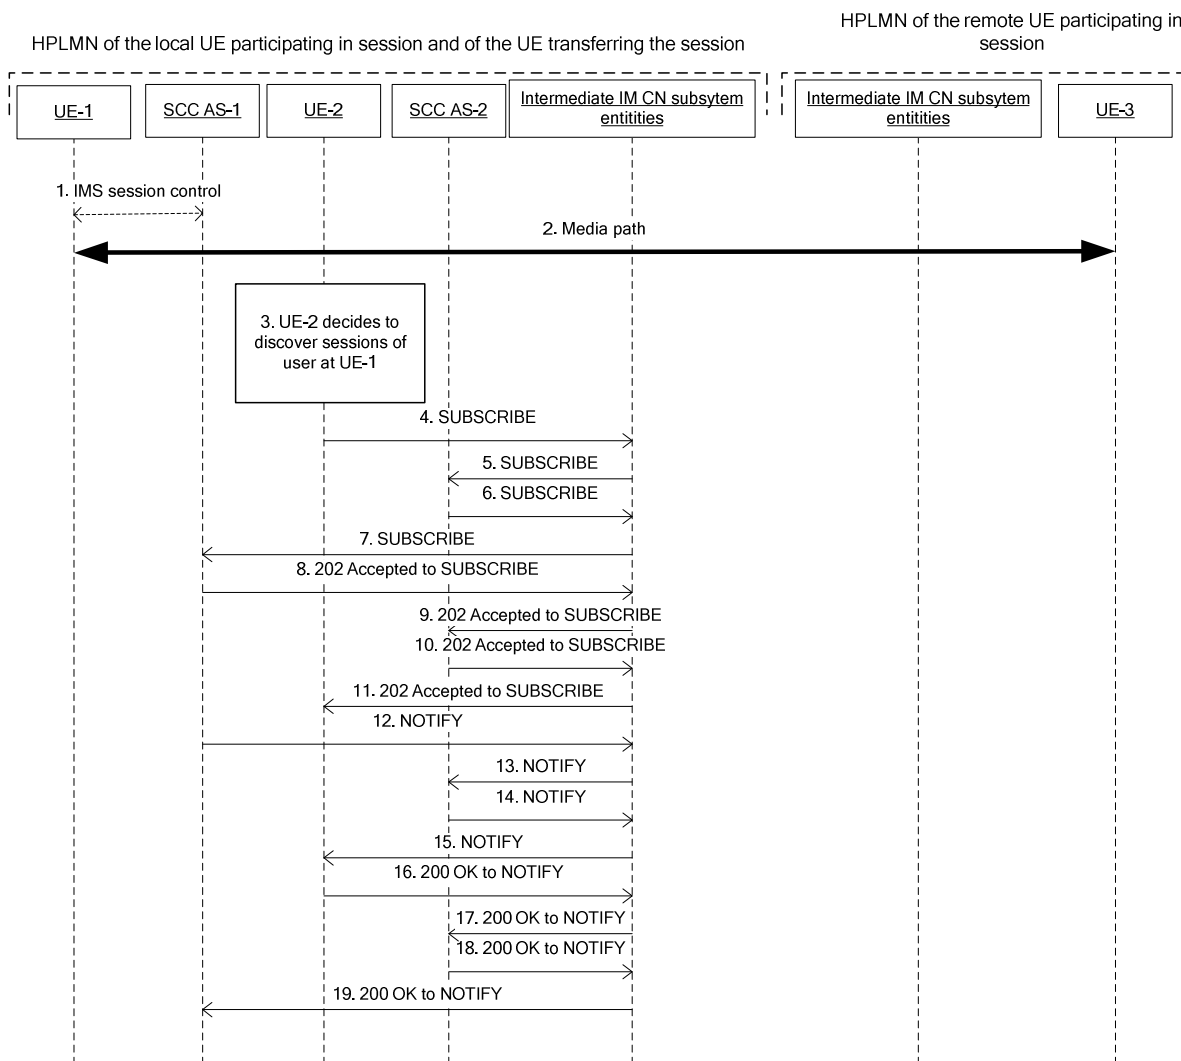 HPLMN of the remote UE participating in
session
HPLMN of the local UE participating in session and of the UE transferring the session
UE-1
SCC AS-1
UE-2
SCC AS-2
Intermediate IM CN subsytem
entitities
Intermediate IM CN subsytem
entitities
UE-3
1. IMS session control
2. Media path
3. UE-2 decides to
discover sessions of
user at UE-1
4. SUBSCRIBE
5. SUBSCRIBE
6. SUBSCRIBE
7. SUBSCRIBE
8. 202 Accepted to SUBSCRIBE
9. 202 Accepted to SUBSCRIBE
10. 202 Accepted to SUBSCRIBE
11. 202 Accepted to SUBSCRIBE
12. NOTIFY
13. NOTIFY
14. NOTIFY
15. NOTIFY
16. 200 OK to NOTIFY
17. 200 OK to NOTIFY
18. 200 OK to NOTIFY
19. 200 OK to NOTIFY